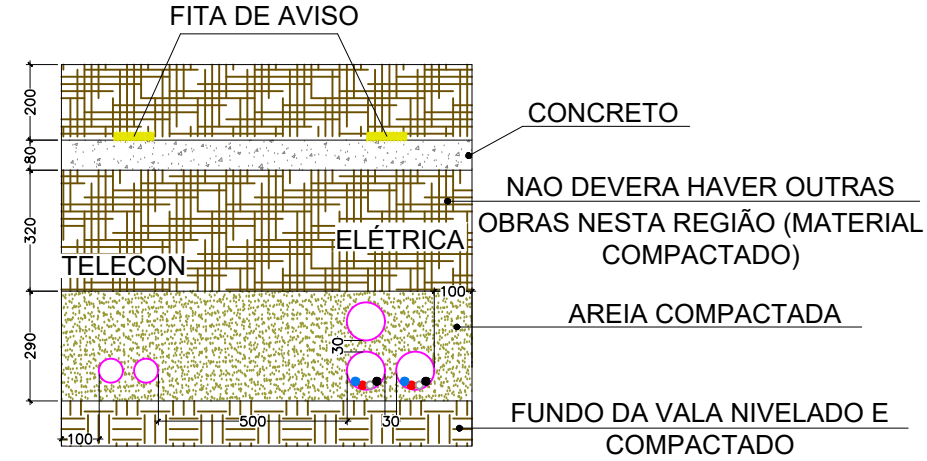 FITA DE AVISO
200
CONCRETO
80
NAO DEVERA HAVER OUTRAS
OBRAS NESTA REGIÃO (MATERIAL
COMPACTADO)
320
ELÉTRICA
TELECON
100
AREIA COMPACTADA
290
30
FUNDO DA VALA NIVELADO E
COMPACTADO
100
500
30